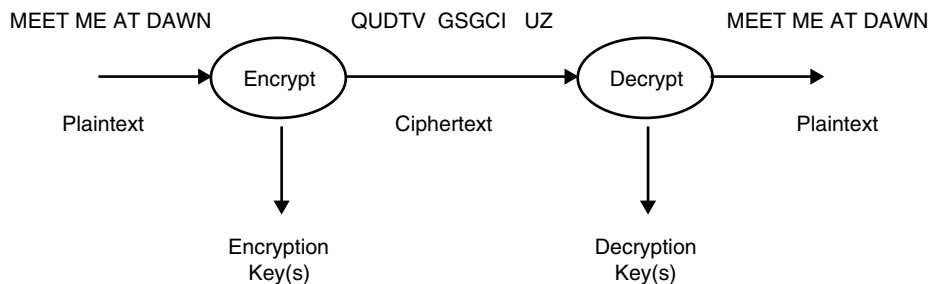 MEET ME AT DAWN QUDTV GSGCI UZ MEET ME AT DAWN
Encrypt Decrypt
Plaintext Ciphertext Plaintext
Encryption Decryption
Key(s) Key(s)